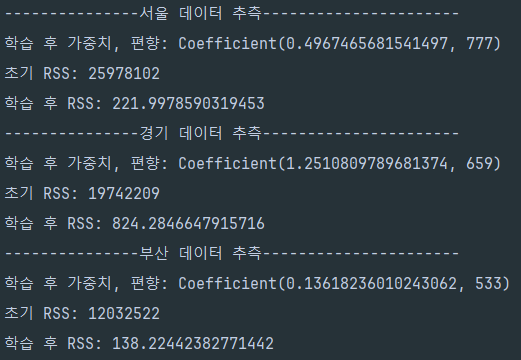 ---------------서울 데이터 추측----------------------
학습 후 가중치, 편향: Coefficient(0.4967465681541497, 777)
초기 RSS: 25978102
학습 후 RSS: 221.9978590319453
---------------경기 데이터 추측----------------------
학습 후 가중치, 편향: Coefficient(1.2510809789681374, 659)
초기 RSS: 19742209
학습 후 RSS: 824.2846647915716
---------------부산 데이터 추측----------------------
학습 후 가중치, 편향: Coefficient(0.13618236010243062, 533)
초기 RSS: 12032522
학습 후 RSS: 138.22442382771442